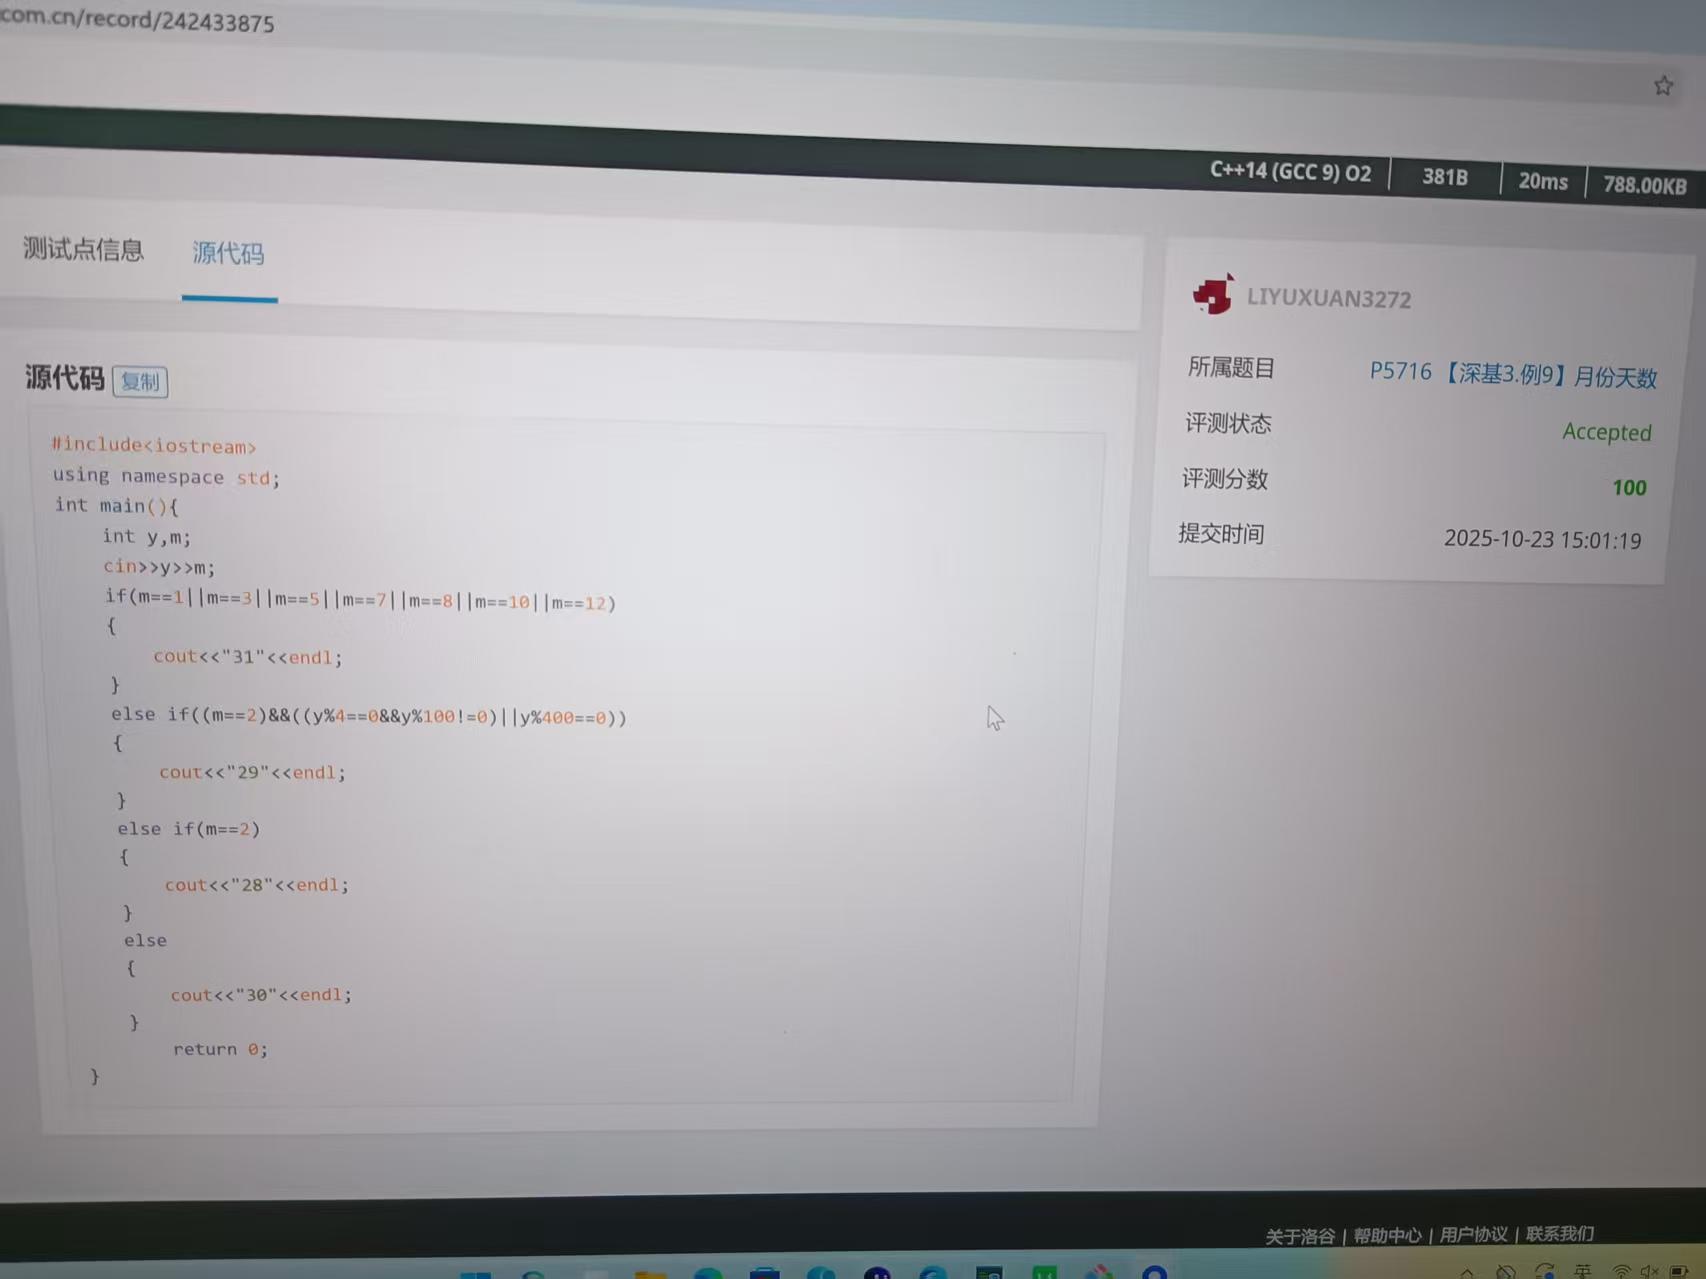 com.cn/record/242433875
C++14 (GCC 9) O2 | 381B | 20ms | 788.00KB
测试点信息 源代码
源代码 复制
#include<iostream>
using namespace std;
int main(){
    int y,m;
    cin>>y>>m;
    if(m==1||m==3||m==5||m==7||m==8||m==10||m==12)
    {
        cout<<"31"<<endl;
    }
    else if((m==2)&&((y%4==0&&y%100!=0)||y%400==0))
    {
        cout<<"29"<<endl;
    }
    else if(m==2)
    {
        cout<<"28"<<endl;
    }
    else
    {
        cout<<"30"<<endl;
    }
        return 0;
}
LIYUXUAN3272
所属题目 P5716 【深基3.例9】月份天数
评测状态 Accepted
评测分数 100
提交时间 2025-10-23 15:01:19
关于洛谷 | 帮助中心 | 用户协议 | 联系我们
英